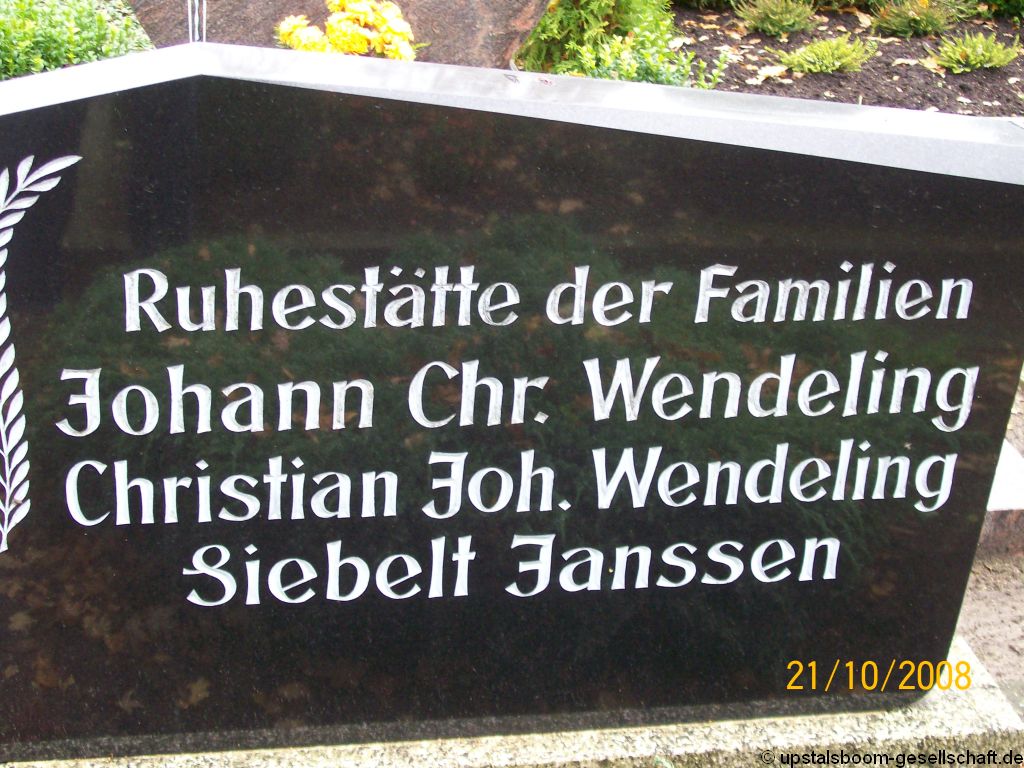 Ruhestätte der Familien
Johann Chr. Wendeling
Christian Joh. Wendeling
Siebelt Janssen
21/10/2008
© upstalsboom-gesellschaft.de